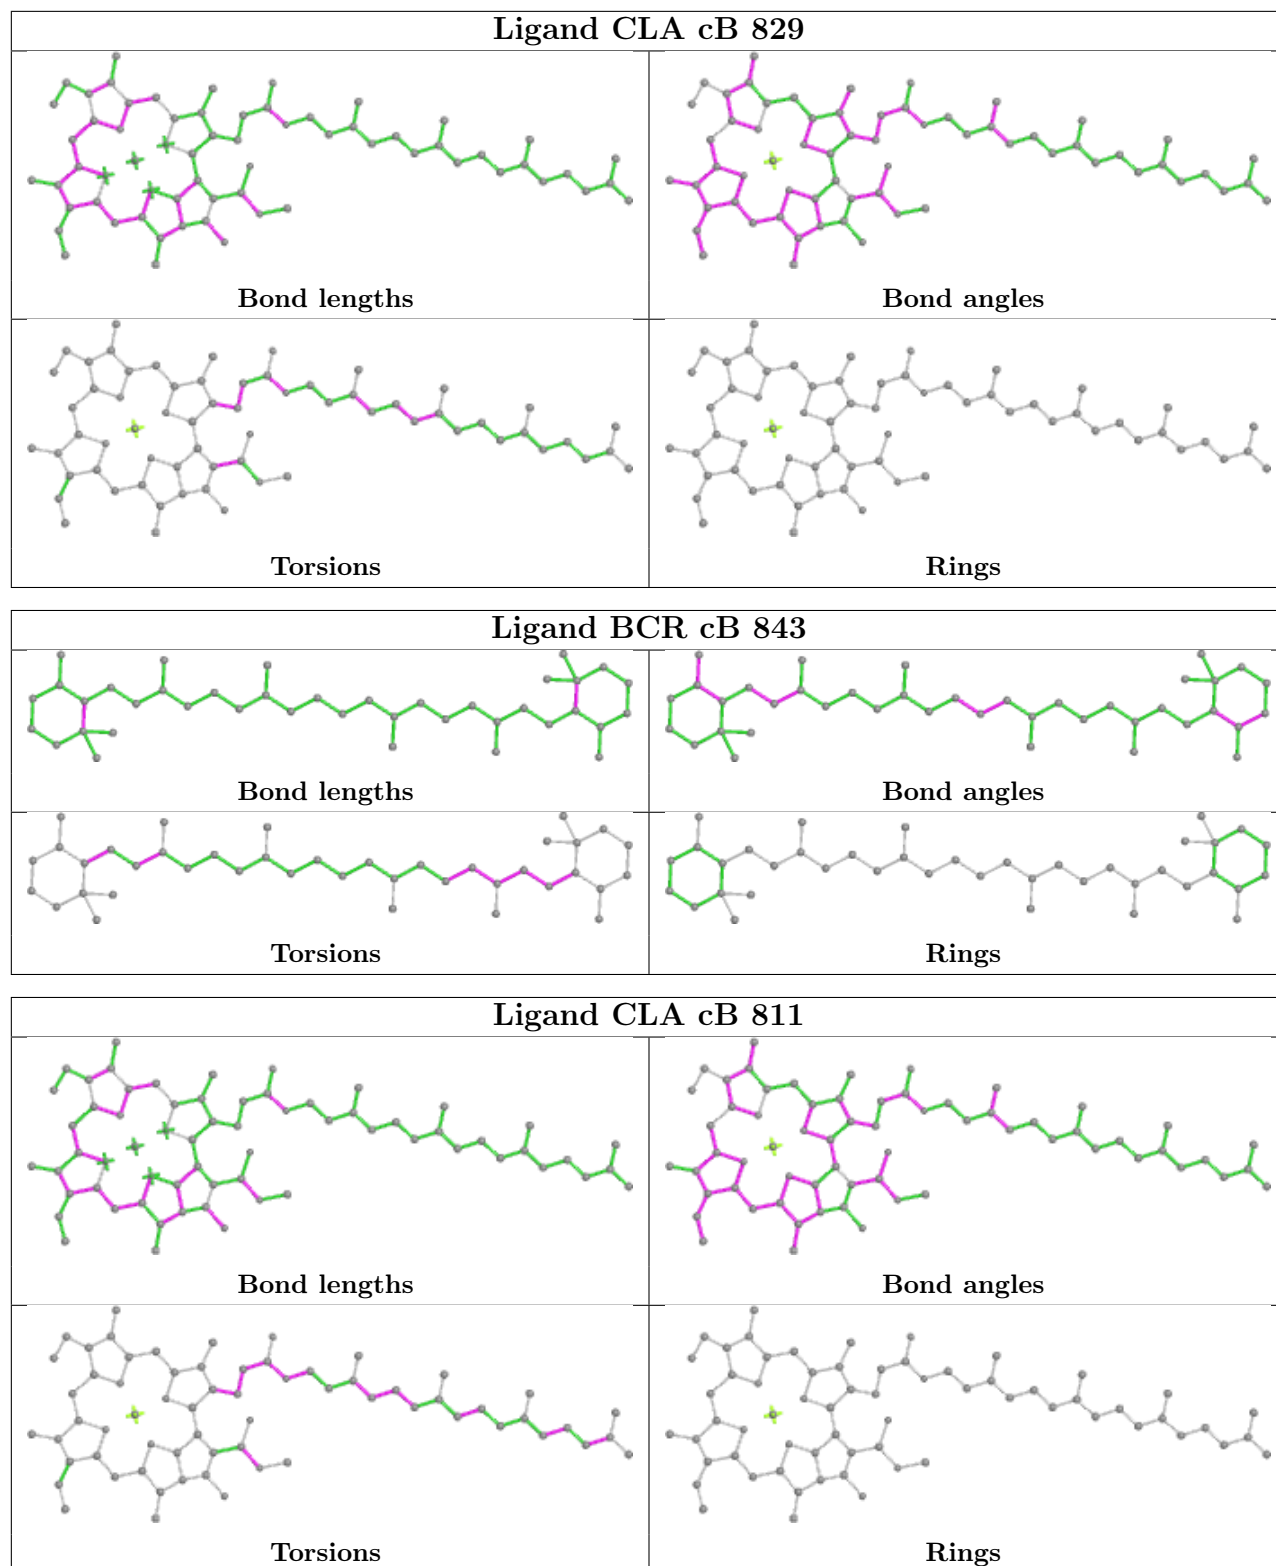 Ligand CLA cB 829
Bond lengths
Bond angles
Torsions
Rings
Ligand BCR cB 843
Bond lengths
Bond angles
Torsions
Rings
Ligand CLA cB 811
Bond lengths
Bond angles
Torsions
Rings